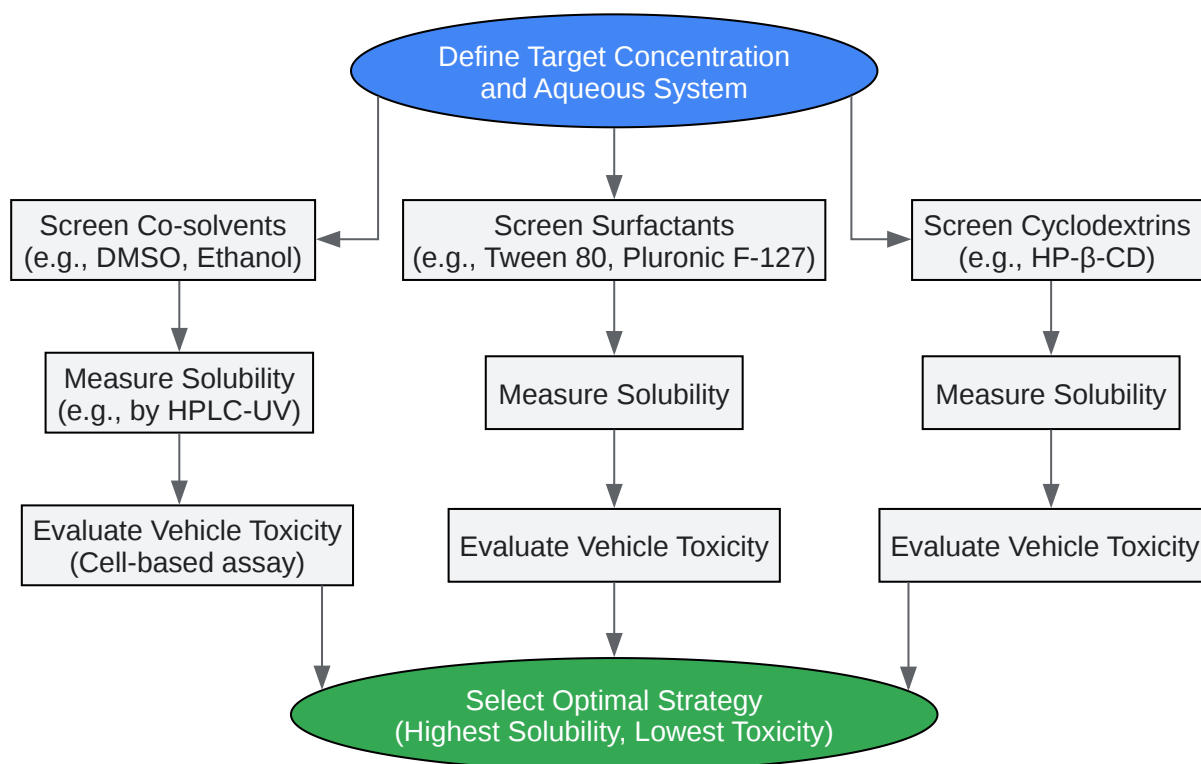 Define Target Concentration
and Aqueous System
Screen Co-solvents
(e.g., DMSO, Ethanol)
Screen Surfactants
(e.g., Tween 80, Pluronic F-127)
Screen Cyclodextrins
(e.g., HP-β-CD)
Measure Solubility
(e.g., by HPLC-UV)
Measure Solubility
Measure Solubility
Evaluate Vehicle Toxicity
(Cell-based assay)
Evaluate Vehicle Toxicity
Evaluate Vehicle Toxicity
Select Optimal Strategy
(Highest Solubility, Lowest Toxicity)